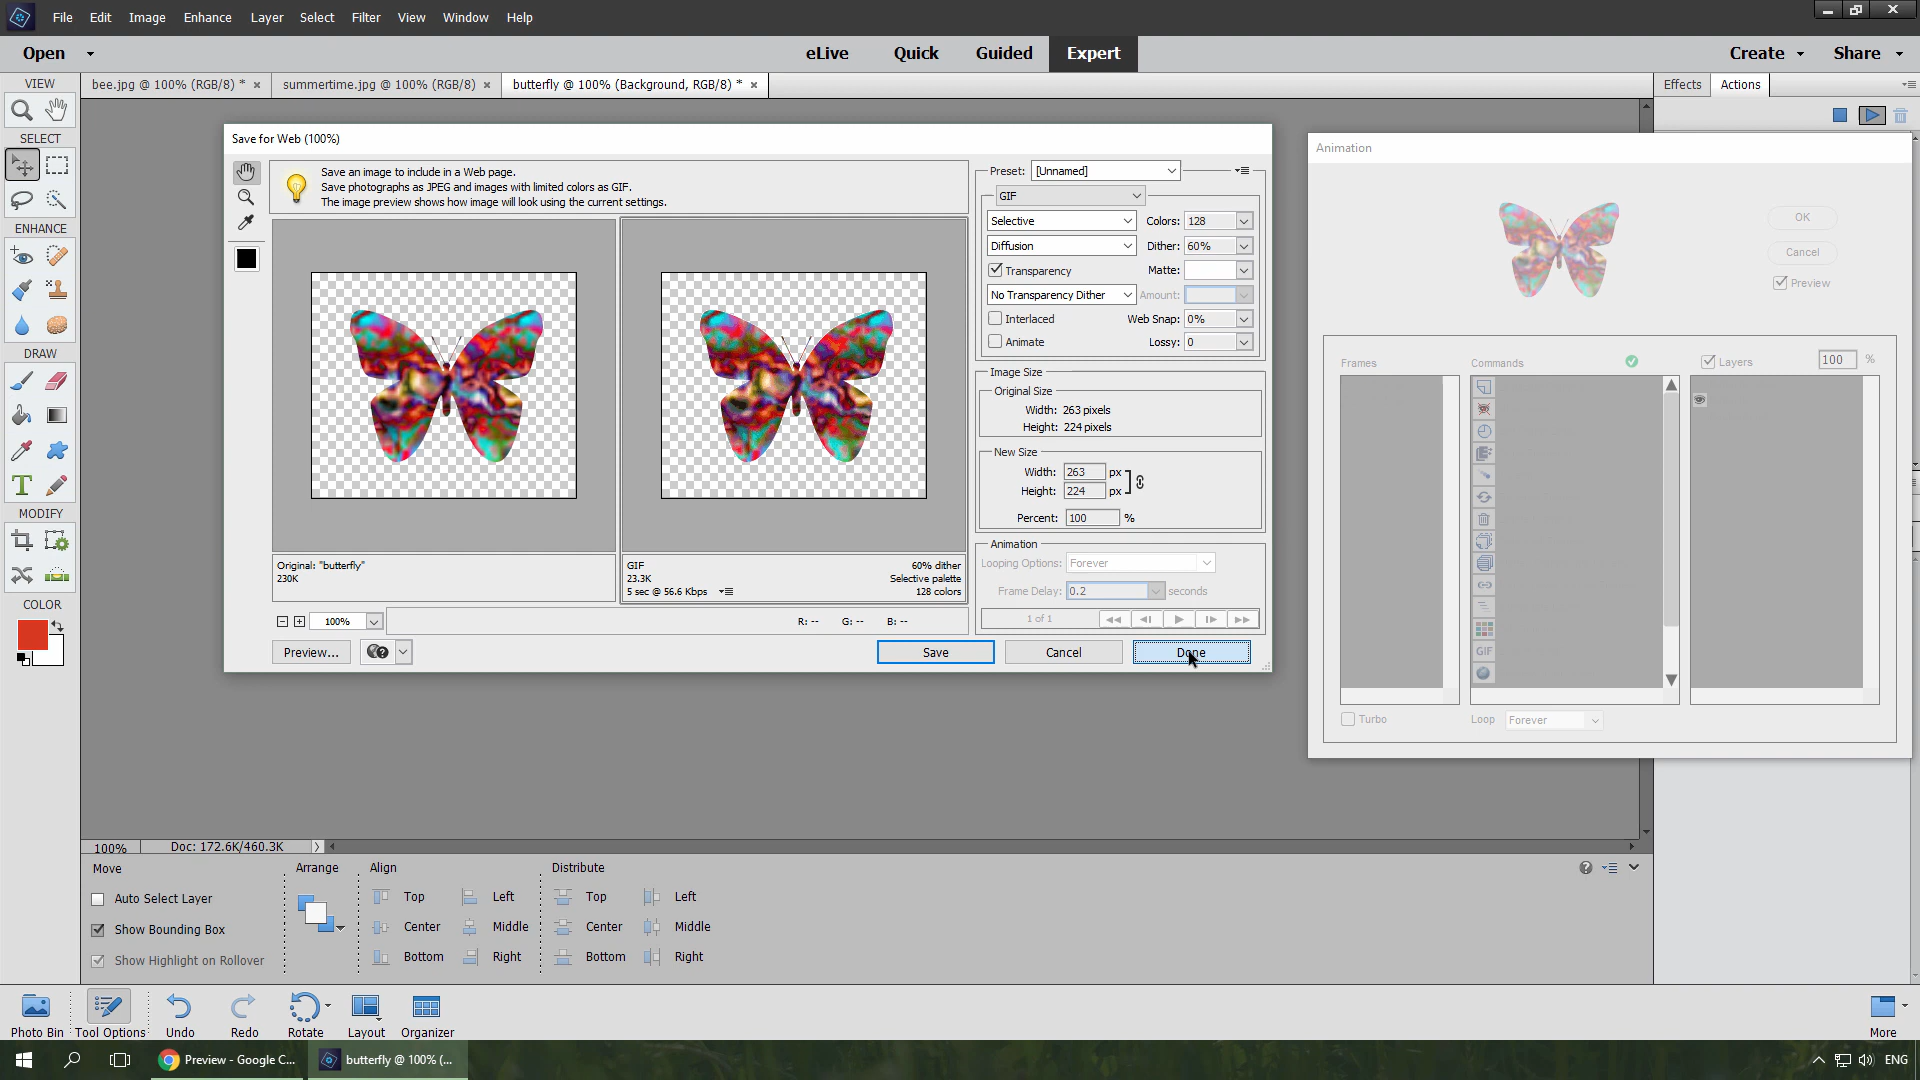 File Edit Image Enhance Layer Select Filter View Window Help
Open eLive Quick Guided Expert Create Share
VIEW
bee.jpg @ 100% (RGB/8) * × summertime.jpg @ 100% (RGB/8) × butterfly @ 100% (Background, RGB/8) * ×
Effects Actions
SELECT
ENHANCE
DRAW
MODIFY
COLOR
Save for Web (100%)
Save an image to include in a Web page.
Save photographs as JPEG and images with limited colors as GIF.
The image preview shows how image will look using the current settings.
Original: "butterfly"
230K
GIF 60% dither
23.3K Selective palette
5 sec @ 56.6 Kbps 128 colors
100% R: -- G: -- B: --
Preview... Save Cancel Done
Preset: [Unnamed]
GIF
Selective Colors: 128
Diffusion Dither: 60%
Transparency Matte:
No Transparency Dither Amount:
Interlaced Web Snap: 0%
Animate Lossy: 0
Image Size
Original Size
Width: 263 pixels
Height: 224 pixels
New Size
Width: 263 px
Height: 224 px
Percent: 100 %
Animation
Looping Options: Forever
Frame Delay: 0.2 seconds
1 of 1
Animation
OK
Cancel
Preview
Frames Commands Layers 100 %
GIF
Turbo Loop Forever
100% Doc: 172.6K/460.3K
Move Arrange Align Distribute
Auto Select Layer Top Left Top Left
Show Bounding Box Center Middle Center Middle
Show Highlight on Rollover Bottom Right Bottom Right
Photo Bin Tool Options Undo Redo Rotate Layout Organizer More
Preview - Google C... butterfly @ 100% (... ENG